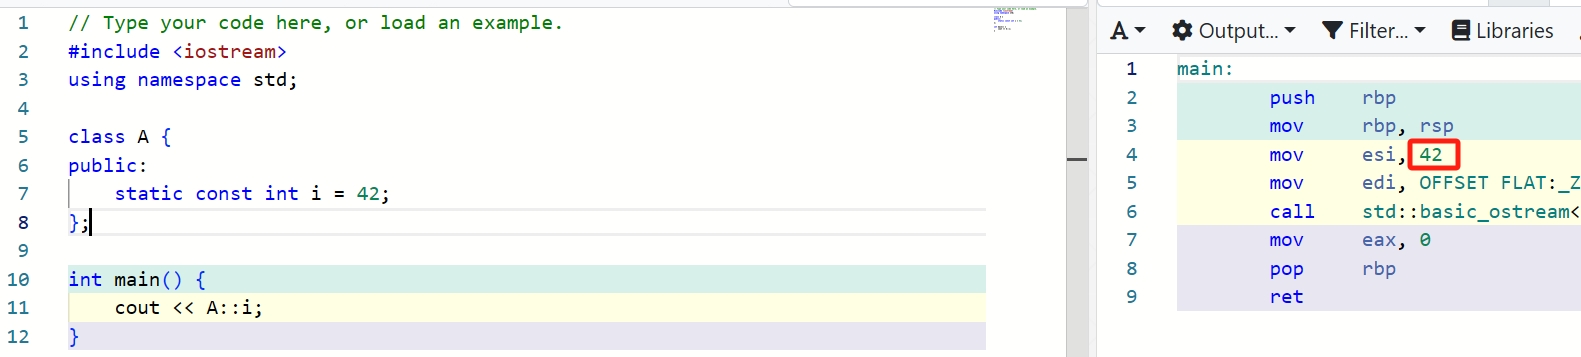 1 // Type your code here, or load an example.
2 #include <iostream>
3 using namespace std;
4
5 class A {
6 public:
7 static const int i = 42;
8 };
9
10 int main() {
11 cout << A::i;
12 }
A Output... Filter... Libraries
1 main:
2 push rbp
3 mov rbp, rsp
4 mov esi, 42
5 mov edi, OFFSET FLAT:_Z
6 call std::basic_ostream<
7 mov eax, 0
8 pop rbp
9 ret